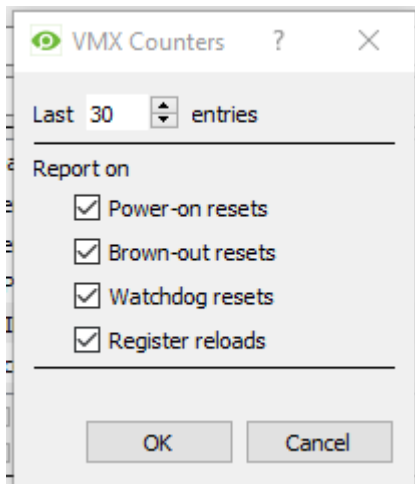 VMX Counters ? ×
Last 30 entries
Report on
Power-on resets
Brown-out resets
Watchdog resets
Register reloads
OK Cancel